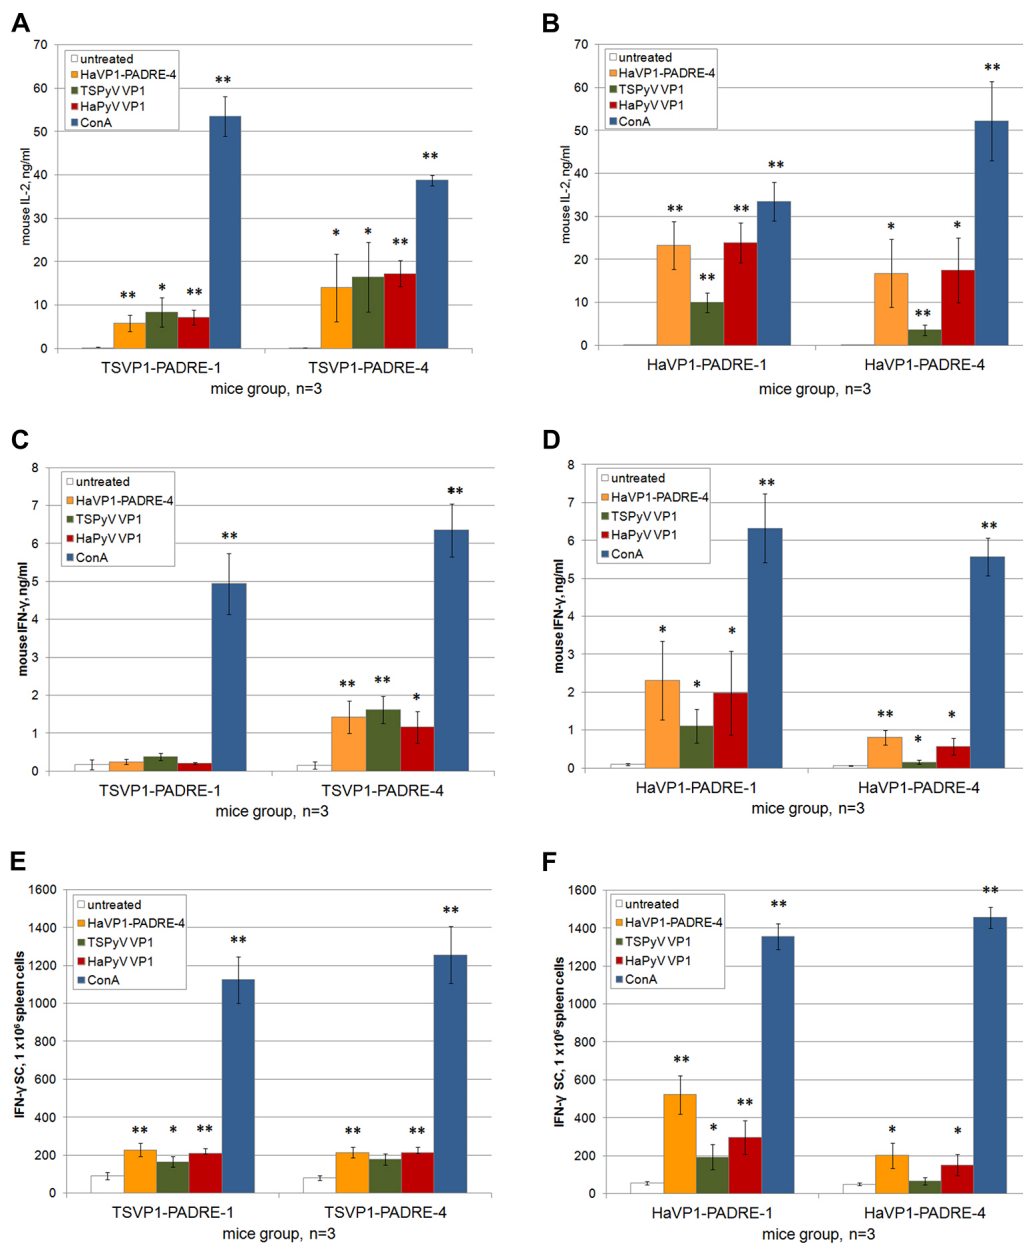 A
70
60
50
40
30
20
10
0
mouse IL-2, ng/ml
untreated
HaVP1-PADRE-4
TSPyV VP1
HaPyV VP1
ConA
** * ** **
* * ** **
TSVP1-PADRE-1 TSVP1-PADRE-4
mice group, n=3
B
70
60
50
40
30
20
10
0
mouse IL-2, ng/ml
untreated
HaVP1-PADRE-4
TSPyV VP1
HaPyV VP1
ConA
** ** ** **
* ** * **
HaVP1-PADRE-1 HaVP1-PADRE-4
mice group, n=3
C
8
7
6
5
4
3
2
1
0
mouse IFN-γ, ng/ml
untreated
HaVP1-PADRE-4
TSPyV VP1
HaPyV VP1
ConA
**
** ** * **
TSVP1-PADRE-1 TSVP1-PADRE-4
mice group, n=3
D
8
7
6
5
4
3
2
1
0
mouse IFN-γ, ng/ml
untreated
HaVP1-PADRE-4
TSPyV VP1
HaPyV VP1
ConA
* * * **
** * * **
HaVP1-PADRE-1 HaVP1-PADRE-4
mice group, n=3
E
1600
1400
1200
1000
800
600
400
200
0
IFN-γ SC, 1 x10⁶ spleen cells
untreated
HaVP1-PADRE-4
TSPyV VP1
HaPyV VP1
ConA
** * ** **
** ** **
TSVP1-PADRE-1 TSVP1-PADRE-4
mice group, n=3
F
1600
1400
1200
1000
800
600
400
200
0
IFN-γ SC, 1 x10⁶ spleen cells
untreated
HaVP1-PADRE-4
TSPyV VP1
HaPyV VP1
ConA
** * ** **
* * **
HaVP1-PADRE-1 HaVP1-PADRE-4
mice group, n=3